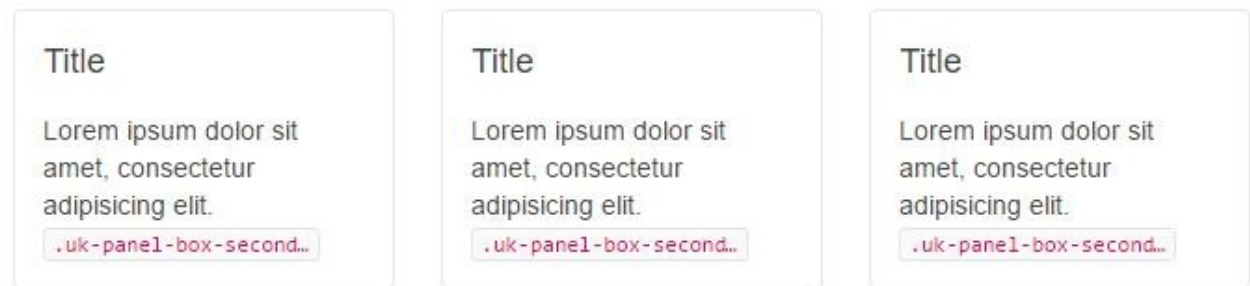 Title
Lorem ipsum dolor sit
amet, consectetur
adipisicing elit.
.uk-panel-box-second…
Title
Lorem ipsum dolor sit
amet, consectetur
adipisicing elit.
.uk-panel-box-second…
Title
Lorem ipsum dolor sit
amet, consectetur
adipisicing elit.
.uk-panel-box-second…